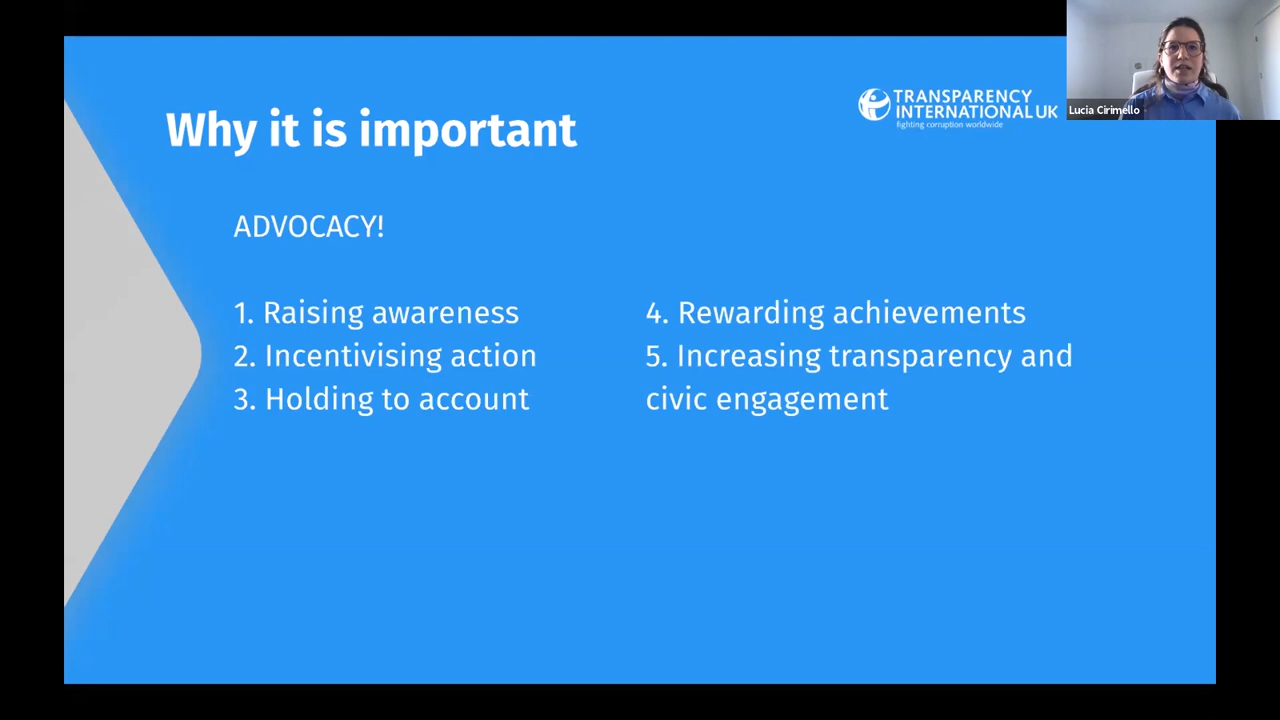 TRANSPARENCY
INTERNATIONAL UK
fighting corruption worldwide
Lucia Cirimello
Why it is important
ADVOCACY!
1. Raising awareness
2. Incentivising action
3. Holding to account
4. Rewarding achievements
5. Increasing transparency and
civic engagement